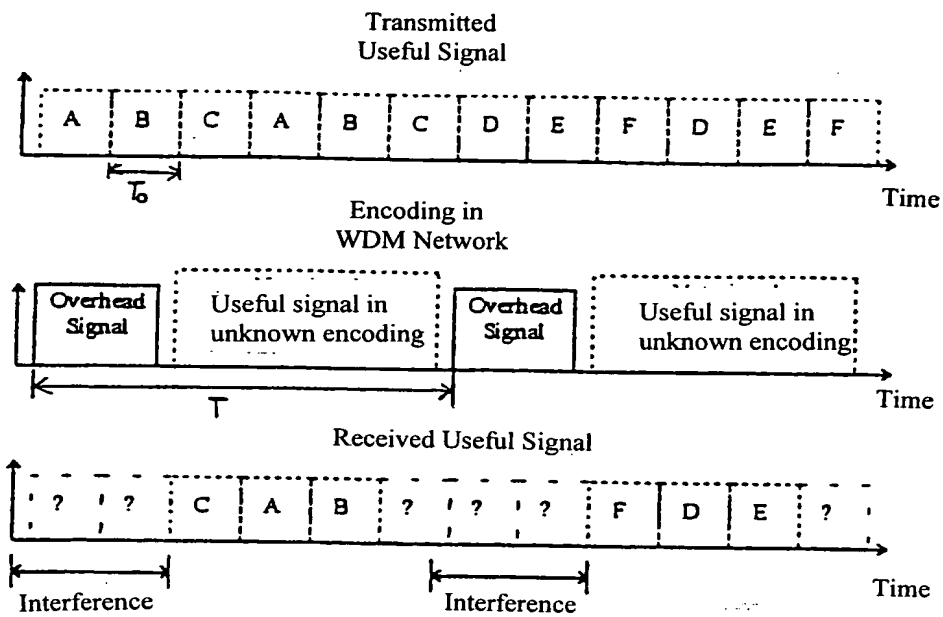 Transmitted
Useful Signal
A B C A B C D E F D E F
T₀
Time
Encoding in
WDM Network
Overhead
Signal
Useful signal in
unknown encoding
Overhead
Signal
Useful signal in
unknown encoding
T
Time
Received Useful Signal
? ? C A B ? ? ? F D E ?
Interference
Interference
Time